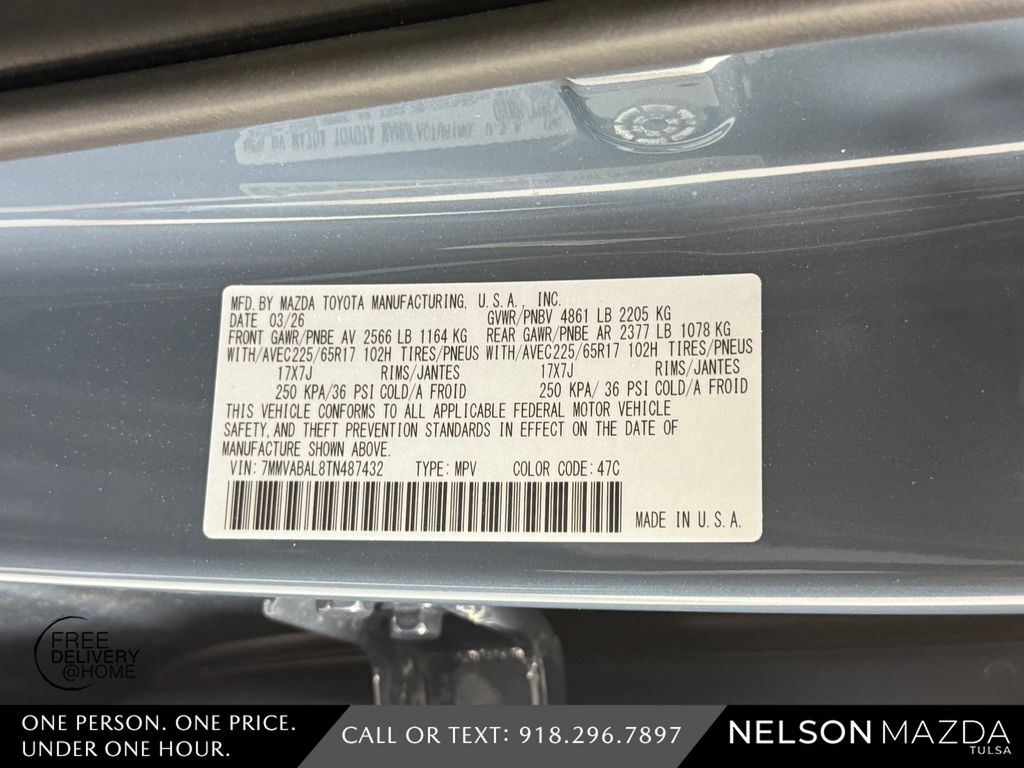 MFD. BY MAZDA TOYOTA MANUFACTURING, U.S.A., INC.
DATE 03/26 GVWR/PNBV 4861 LB 2205 KG
FRONT GAWR/PNBE AV 2566 LB 1164 KG REAR GAWR/PNBE AR 2377 LB 1078 KG
WITH/AVEC225/65R17 102H TIRES/PNEUS WITH/AVEC225/65R17 102H TIRES/PNEUS
17X7J RIMS/JANTES 17X7J RIMS/JANTES
250 KPA/36 PSI COLD/A FROID 250 KPA/ 36 PSI COLD/A FROID
THIS VEHICLE CONFORMS TO ALL APPLICABLE FEDERAL MOTOR VEHICLE
SAFETY, AND THEFT PREVENTION STANDARDS IN EFFECT ON THE DATE OF
MANUFACTURE SHOWN ABOVE.
VIN: 7MMVABAL8TN487432 TYPE: MPV COLOR CODE: 47C
MADE IN U.S.A.
FREE
DELIVERY
@HOME
ONE PERSON. ONE PRICE.
UNDER ONE HOUR.
CALL OR TEXT: 918.296.7897
NELSON MAZDA
TULSA